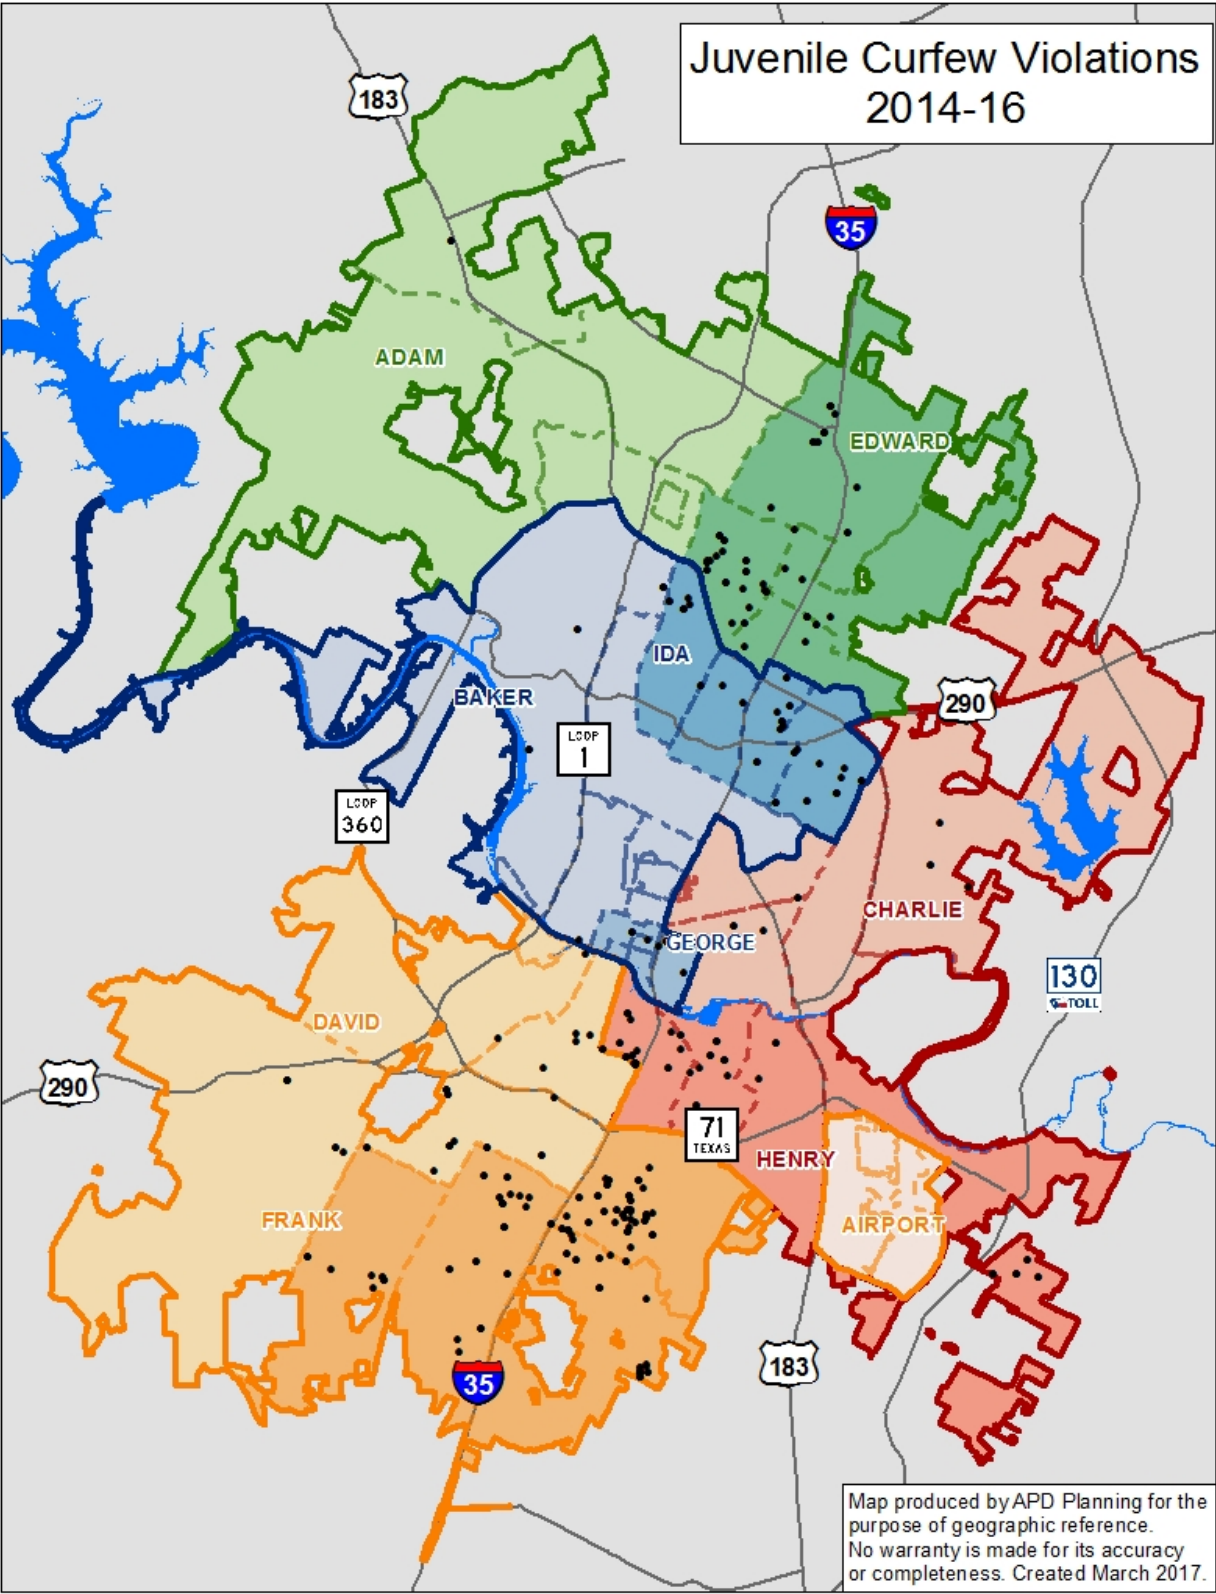 Juvenile Curfew Violations
2014-16
183
35
ADAM
EDWARD
IDA
BAKER
290
LOOP
1
LOOP
360
CHARLIE
GEORGE
130
TOLL
DAVID
290
71
TEXAS
HENRY
FRANK
AIRPORT
183
35
Map produced by APD Planning for the
purpose of geographic reference.
No warranty is made for its accuracy
or completeness. Created March 2017.